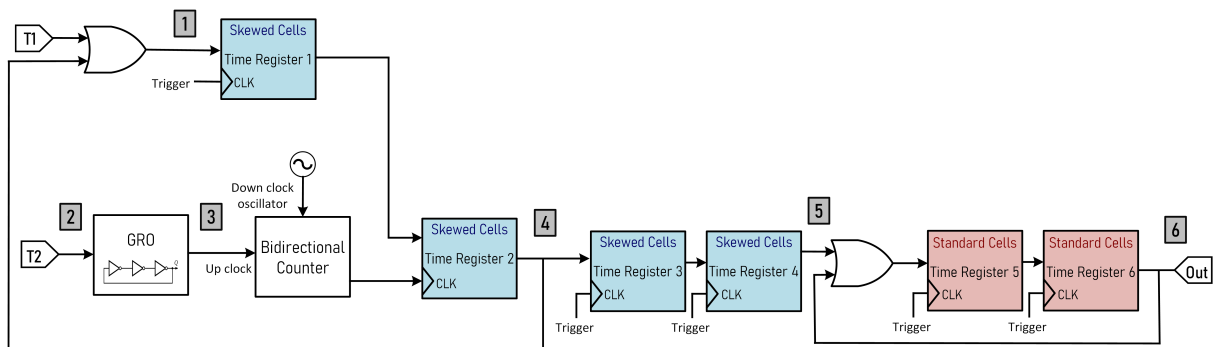 T1
1
Skewed Cells
Time Register 1
CLK
Trigger
2
T2
GRO
Q
3
Up clock
Down clock
oscillator
Bidirectional
Counter
Skewed Cells
Time Register 2
CLK
4
Skewed Cells
Time Register 3
CLK
Trigger
Skewed Cells
Time Register 4
CLK
Trigger
5
Standard Cells
Time Register 5
CLK
Trigger
Standard Cells
Time Register 6
CLK
Trigger
6
Out